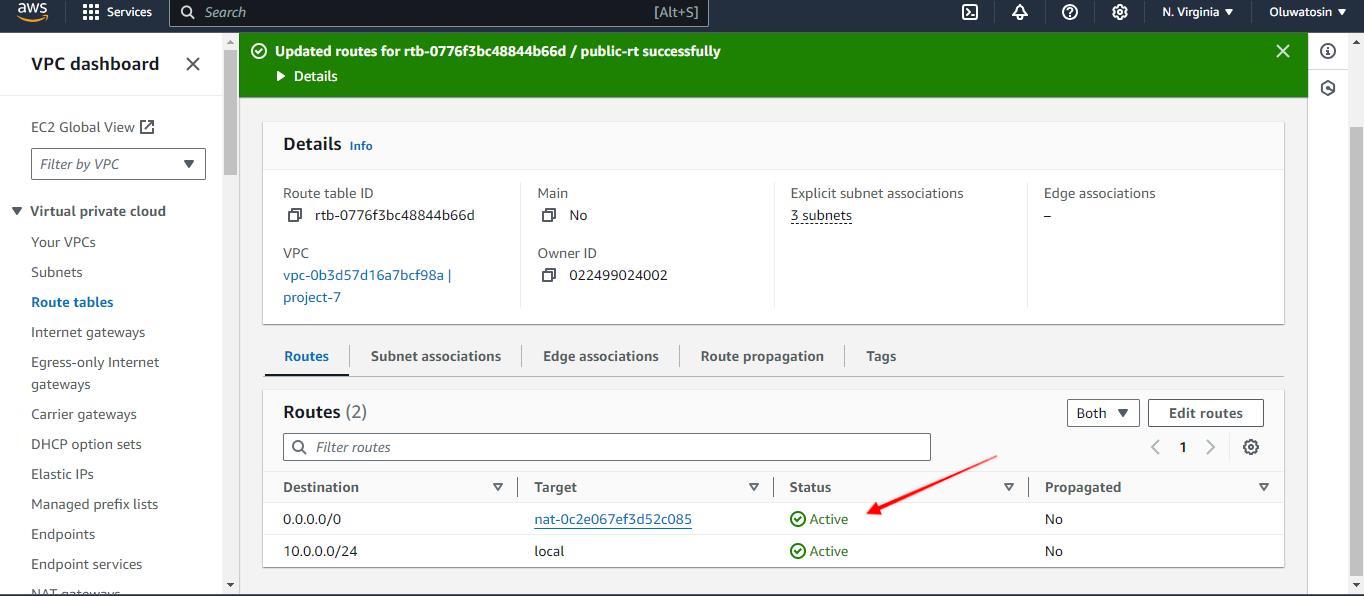 aws
Services
Search
[Alt+S]
N. Virginia
Oluwatosin
VPC dashboard
EC2 Global View
Filter by VPC
Virtual private cloud
Your VPCs
Subnets
Route tables
Internet gateways
Egress-only Internet
gateways
Carrier gateways
DHCP option sets
Elastic IPs
Managed prefix lists
Endpoints
Endpoint services
NAT gateways
Updated routes for rtb-0776f3bc48844b66d / public-rt successfully
Details
Details Info
Route table ID
rtb-0776f3bc48844b66d
Main
No
Explicit subnet associations
3 subnets
Edge associations
–
VPC
vpc-0b3d57d16a7bcf98a |
project-7
Owner ID
022499024002
Routes
Subnet associations
Edge associations
Route propagation
Tags
Routes (2)
Both
Edit routes
Filter routes
1
Destination Target Status Propagated
0.0.0.0/0 nat-0c2e067ef3d52c085 Active No
10.0.0.0/24 local Active No